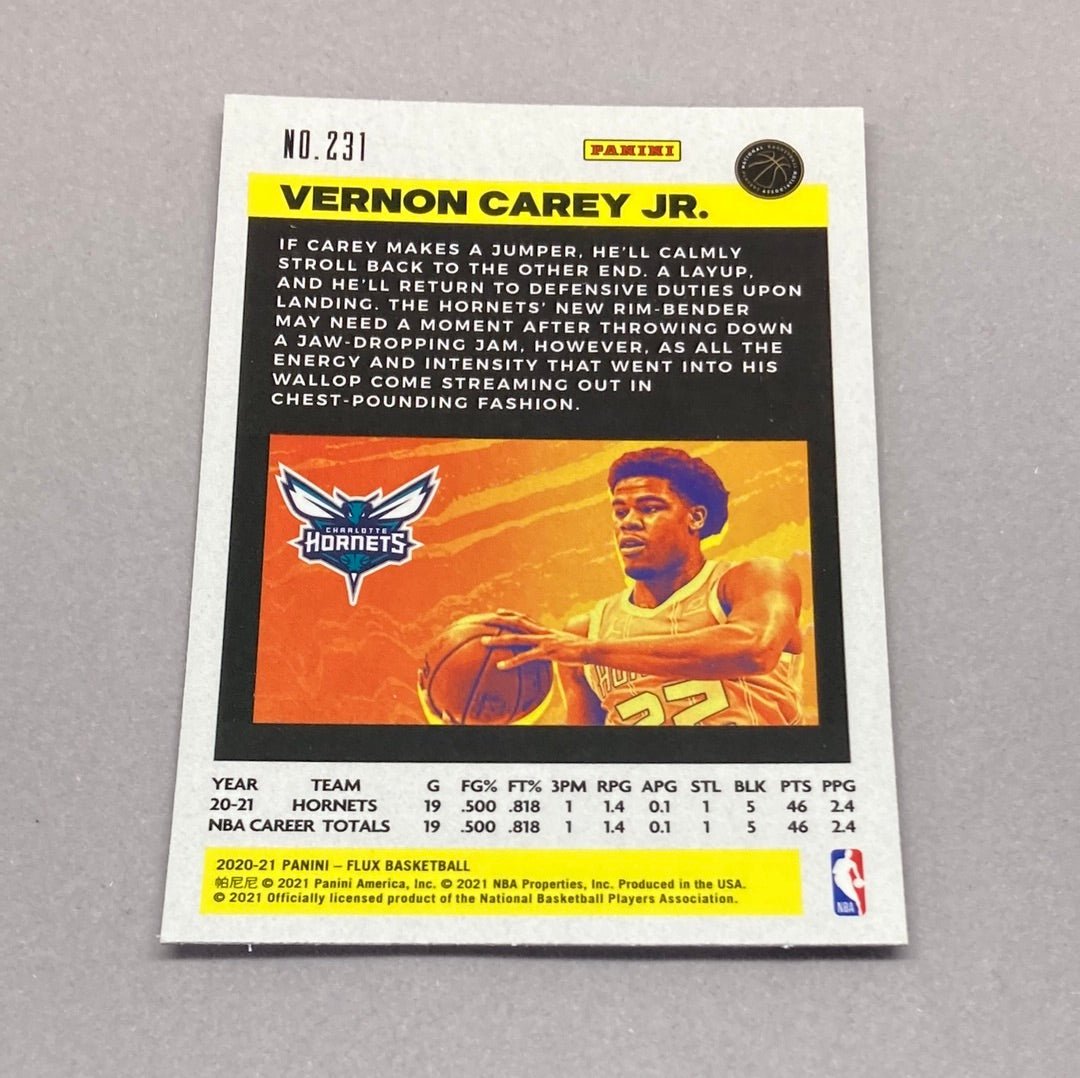 NO. 231
PANINI
NATIONAL BASKETBALL
PLAYERS ASSOCIATION
VERNON CAREY JR.
IF CAREY MAKES A JUMPER, HE'LL CALMLY
STROLL BACK TO THE OTHER END. A LAYUP,
AND HE'LL RETURN TO DEFENSIVE DUTIES UPON
LANDING. THE HORNETS' NEW RIM-BENDER
MAY NEED A MOMENT AFTER THROWING DOWN
A JAW-DROPPING JAM, HOWEVER, AS ALL THE
ENERGY AND INTENSITY THAT WENT INTO HIS
WALLOP COME STREAMING OUT IN
CHEST-POUNDING FASHION.
CHARLOTTE
HORNETS
22
YEAR TEAM G FG% FT% 3PM RPG APG STL BLK PTS PPG
20-21 HORNETS 19 .500 .818 1 1.4 0.1 1 5 46 2.4
NBA CAREER TOTALS 19 .500 .818 1 1.4 0.1 1 5 46 2.4
2020-21 PANINI – FLUX BASKETBALL
帕尼尼 © 2021 Panini America, Inc. © 2021 NBA Properties, Inc. Produced in the USA.
© 2021 Officially licensed product of the National Basketball Players Association.
NBA